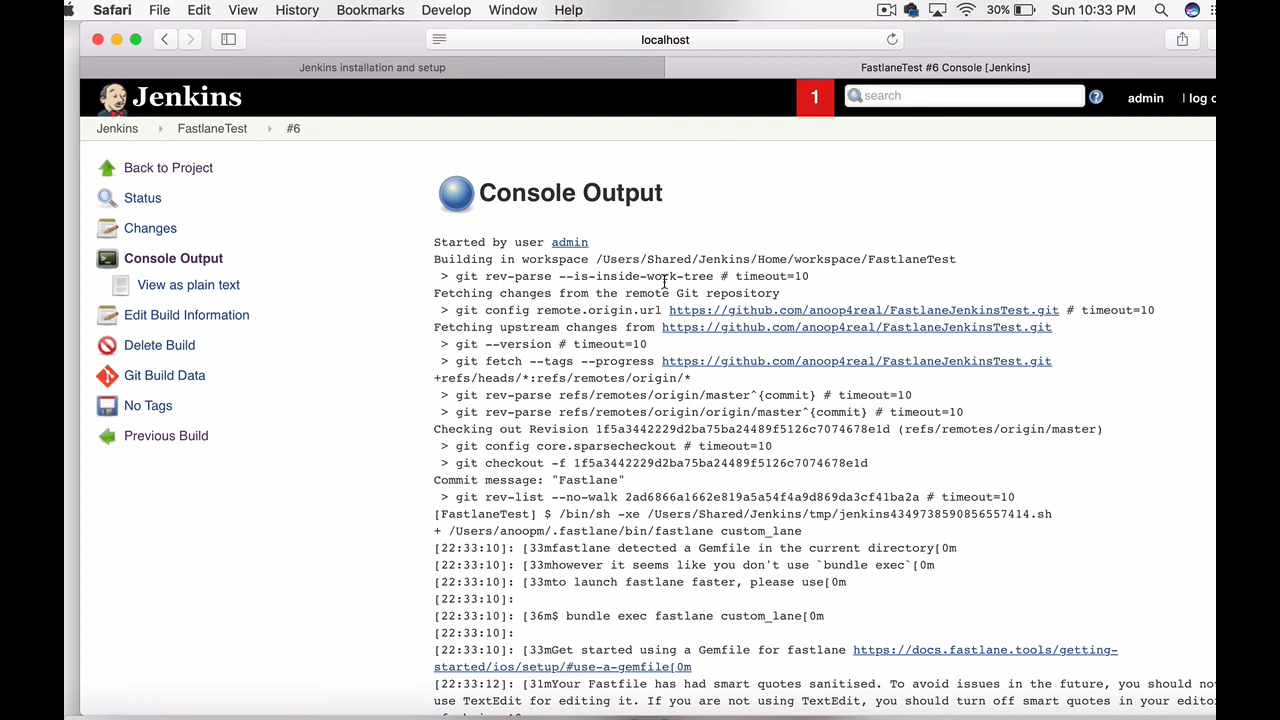 Safari File Edit View History Bookmarks Develop Window Help 30% Sun 10:33 PM
localhost
Jenkins installation and setup FastlaneTest #6 Console [Jenkins]
Jenkins 1 search admin | log o
Jenkins FastlaneTest #6
Back to Project
Status
Changes
Console Output
View as plain text
Edit Build Information
Delete Build
Git Build Data
No Tags
Previous Build
Console Output
Started by user admin
Building in workspace /Users/Shared/Jenkins/Home/workspace/FastlaneTest
> git rev-parse --is-inside-work-tree # timeout=10
Fetching changes from the remote Git repository
> git config remote.origin.url https://github.com/anoop4real/FastlaneJenkinsTest.git # timeout=10
Fetching upstream changes from https://github.com/anoop4real/FastlaneJenkinsTest.git
> git --version # timeout=10
> git fetch --tags --progress https://github.com/anoop4real/FastlaneJenkinsTest.git
+refs/heads/*:refs/remotes/origin/*
> git rev-parse refs/remotes/origin/master^{commit} # timeout=10
> git rev-parse refs/remotes/origin/origin/master^{commit} # timeout=10
Checking out Revision 1f5a3442229d2ba75ba24489f5126c7074678e1d (refs/remotes/origin/master)
> git config core.sparsecheckout # timeout=10
> git checkout -f 1f5a3442229d2ba75ba24489f5126c7074678e1d
Commit message: "Fastlane"
> git rev-list --no-walk 2ad6866a1662e819a5a54f4a9d869da3cf41ba2a # timeout=10
[FastlaneTest] $ /bin/sh -xe /Users/Shared/Jenkins/tmp/jenkins4349738590856557414.sh
+ /Users/anoopm/.fastlane/bin/fastlane custom_lane
[22:33:10]: [33mfastlane detected a Gemfile in the current directory[0m
[22:33:10]: [33mhowever it seems like you don't use `bundle exec`[0m
[22:33:10]: [33mto launch fastlane faster, please use[0m
[22:33:10]:
[22:33:10]: [36m$ bundle exec fastlane custom_lane[0m
[22:33:10]:
[22:33:10]: [33mGet started using a Gemfile for fastlane https://docs.fastlane.tools/getting-
started/ios/setup/#use-a-gemfile[0m
[22:33:12]: [31mYour Fastfile has had smart quotes sanitised. To avoid issues in the future, you should no
use TextEdit for editing it. If you are not using TextEdit, you should turn off smart quotes in your editor